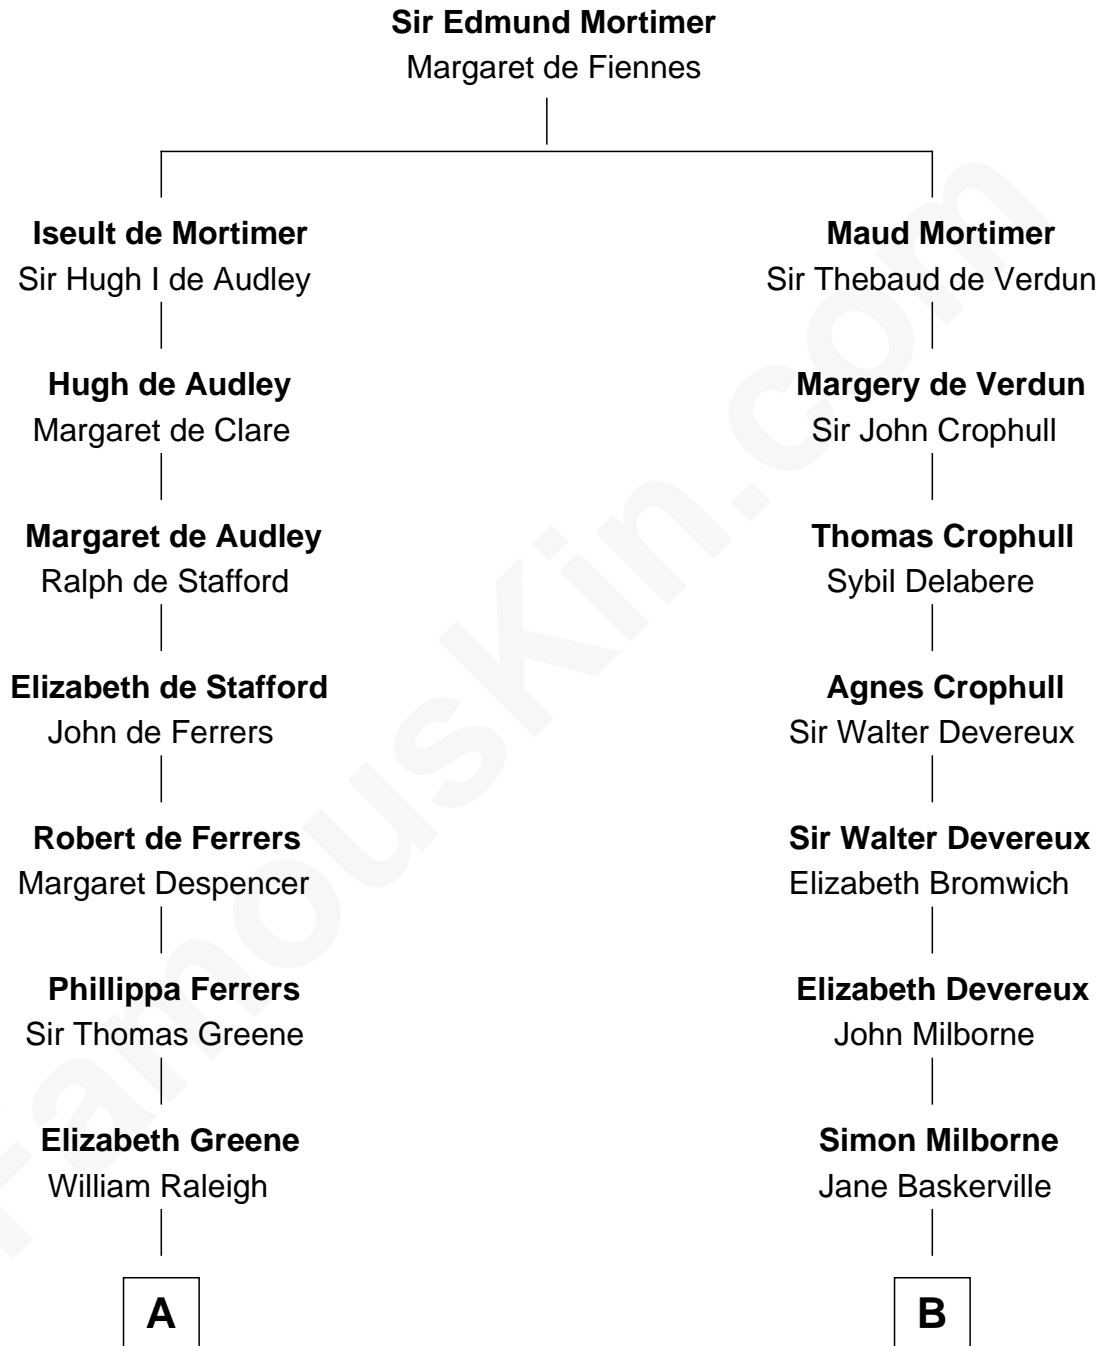 Sir Edmund Mortimer
Margaret de Fiennes
Iseult de Mortimer
Sir Hugh I de Audley
Maud Mortimer
Sir Thebaud de Verdun
Hugh de Audley
Margaret de Clare
Margery de Verdun
Sir John Crophull
Margaret de Audley
Ralph de Stafford
Thomas Crophull
Sybil Delabere
Elizabeth de Stafford
John de Ferrers
Agnes Crophull
Sir Walter Devereux
Robert de Ferrers
Margaret Despencer
Sir Walter Devereux
Elizabeth Bromwich
Phillippa Ferrers
Sir Thomas Greene
Elizabeth Devereux
John Milborne
Elizabeth Greene
William Raleigh
Simon Milborne
Jane Baskerville
A
B
FamousKin.com